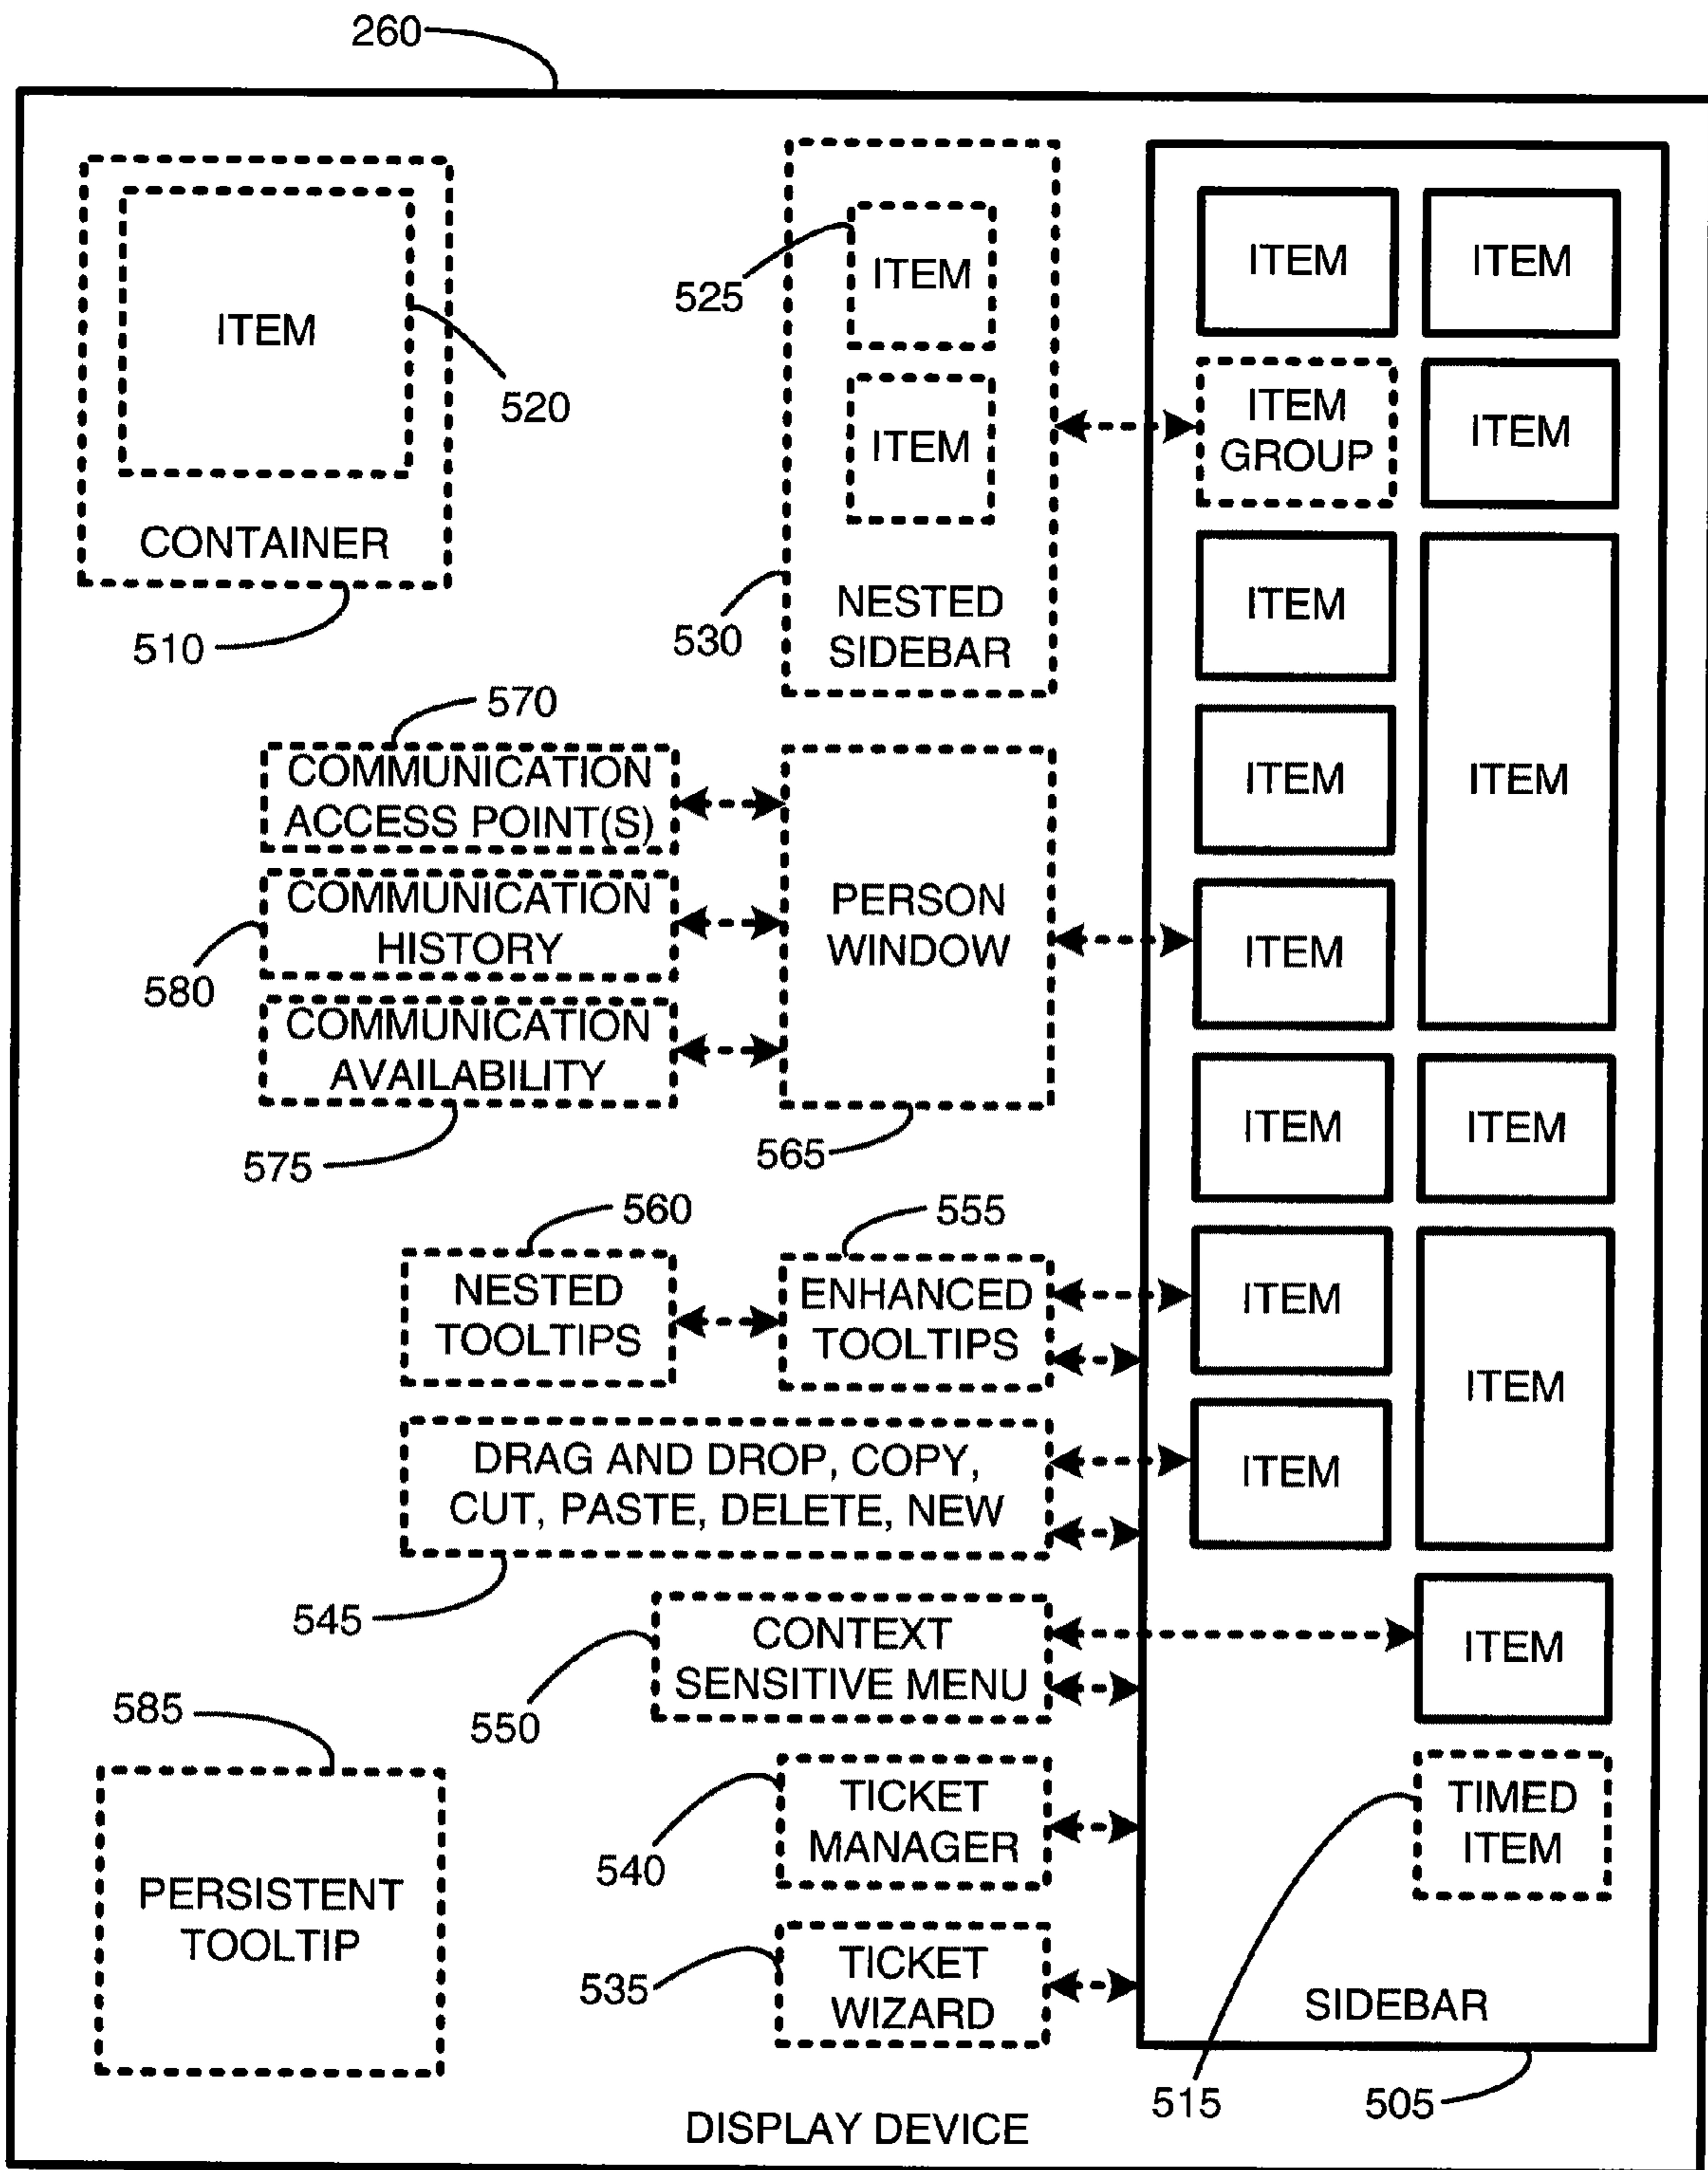 260
ITEM
520
CONTAINER
510
525
ITEM
ITEM
530
NESTED
SIDEBAR
ITEM
ITEM
ITEM
GROUP
ITEM
ITEM
ITEM
ITEM
ITEM
ITEM
ITEM
ITEM
ITEM
ITEM
ITEM
TIMED
ITEM
SIDEBAR
515
505
570
COMMUNICATION
ACCESS POINT(S)
COMMUNICATION
HISTORY
580
COMMUNICATION
AVAILABILITY
575
PERSON
WINDOW
565
560
NESTED
TOOLTIPS
555
ENHANCED
TOOLTIPS
DRAG AND DROP, COPY,
CUT, PASTE, DELETE, NEW
545
CONTEXT
SENSITIVE MENU
550
585
PERSISTENT
TOOLTIP
TICKET
MANAGER
540
TICKET
WIZARD
535
DISPLAY DEVICE